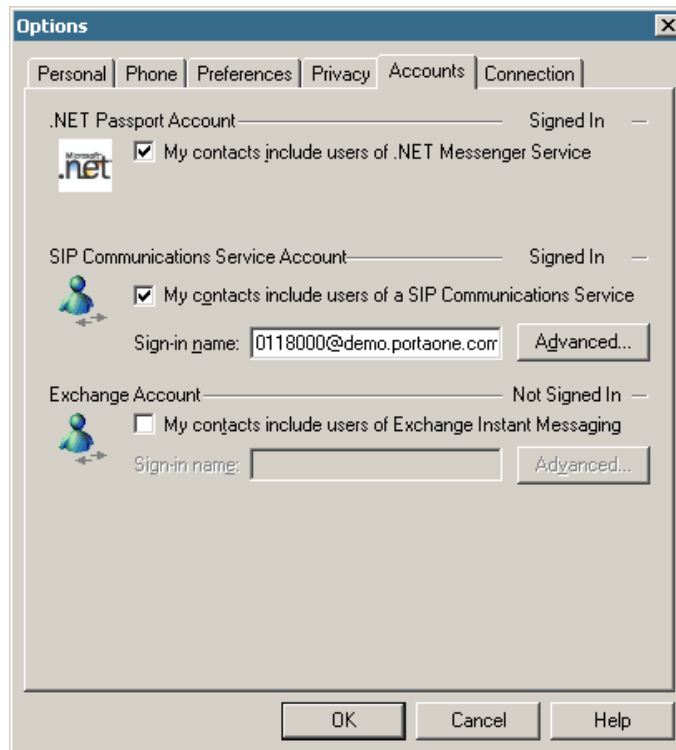 Options
Personal Phone Preferences Privacy Accounts Connection
.NET Passport Account Signed In
Microsoft
.net
My contacts include users of .NET Messenger Service
SIP Communications Service Account Signed In
My contacts include users of a SIP Communications Service
Sign-in name: 0118000@demo.portaone.com Advanced...
Exchange Account Not Signed In
My contacts include users of Exchange Instant Messaging
Sign-in name: Advanced...
OK Cancel Help